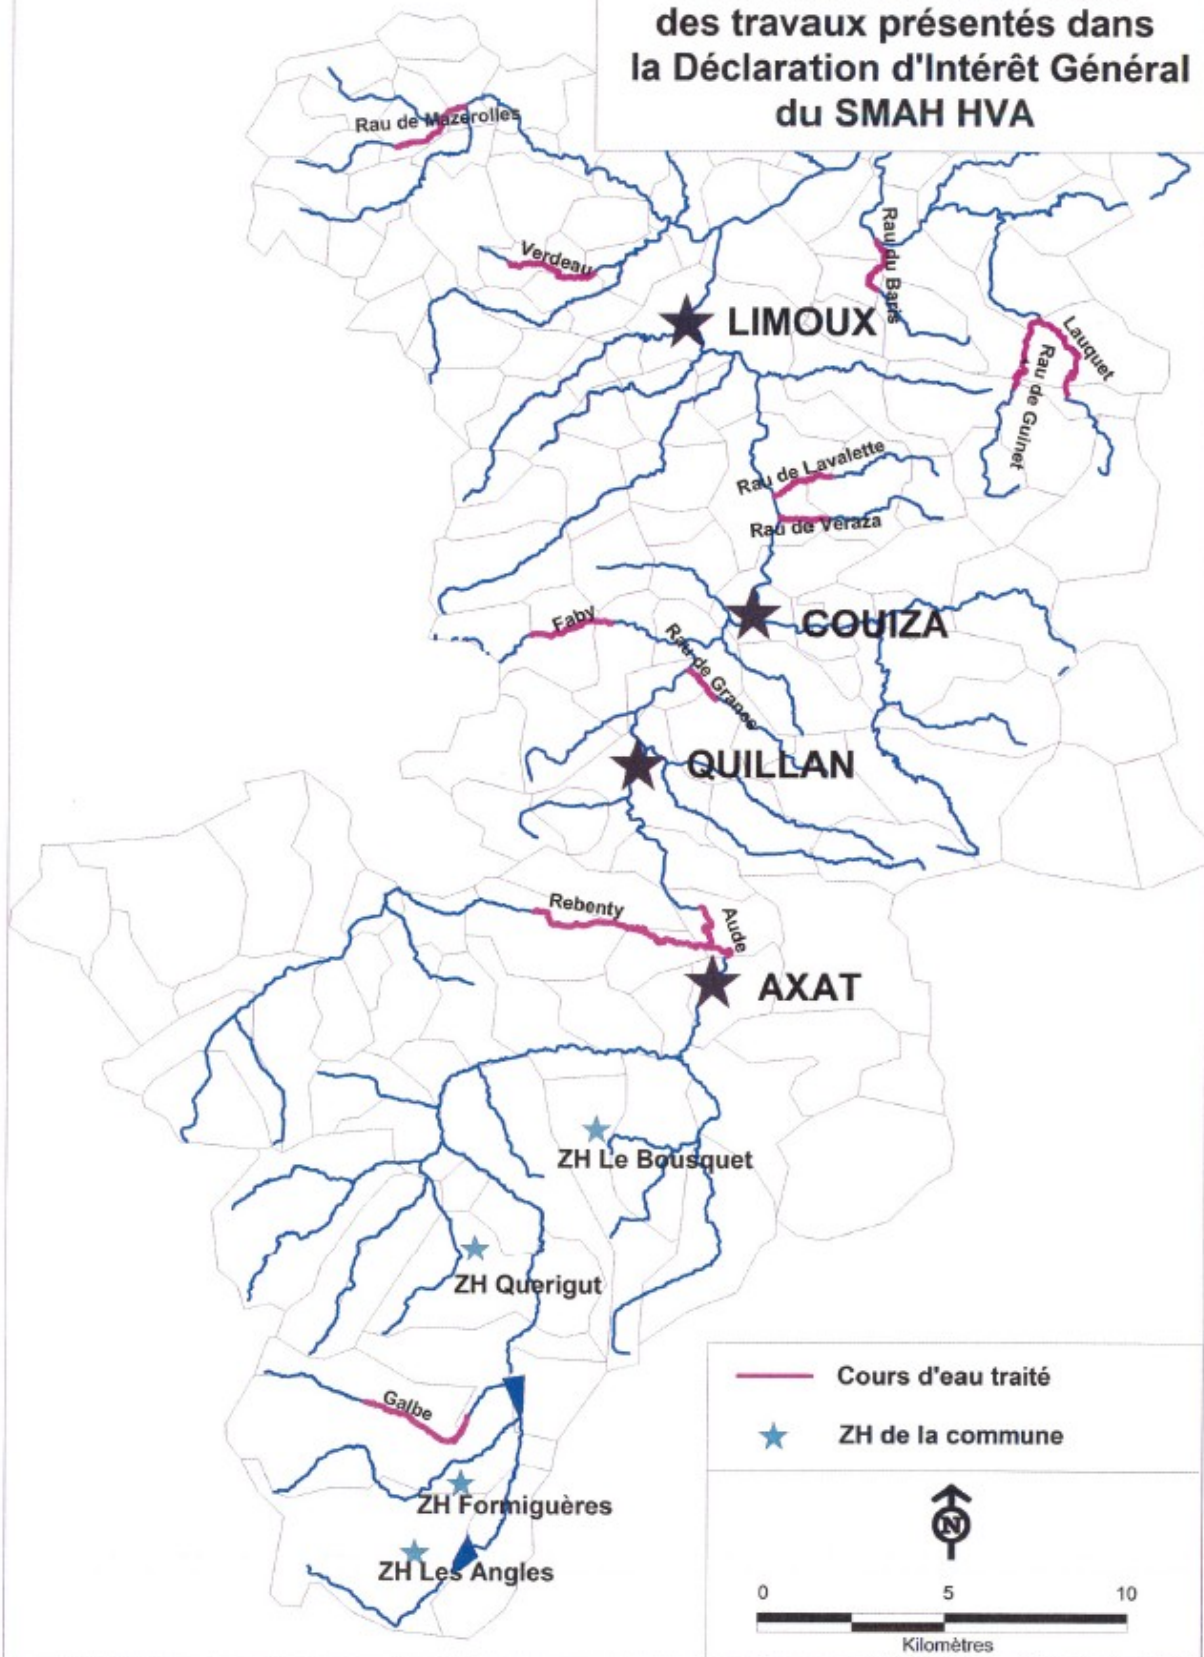 des travaux présentés dans
la Déclaration d'Intérêt Général
du SMAH HVA
Rau de Mazerolles
Verdeau
Rau du Baris
LIMOUX
Lauquet
Rau de Guinet
Rau de Lavalette
Rau de Veraza
Faby
COUIZA
Rau de Granes
QUILLAN
Rebenty
Aude
AXAT
ZH Le Bousquet
ZH Querigut
Galbe
ZH Formiguères
ZH Les Angles
Cours d'eau traité
ZH de la commune
N
0 5 10
Kilomètres